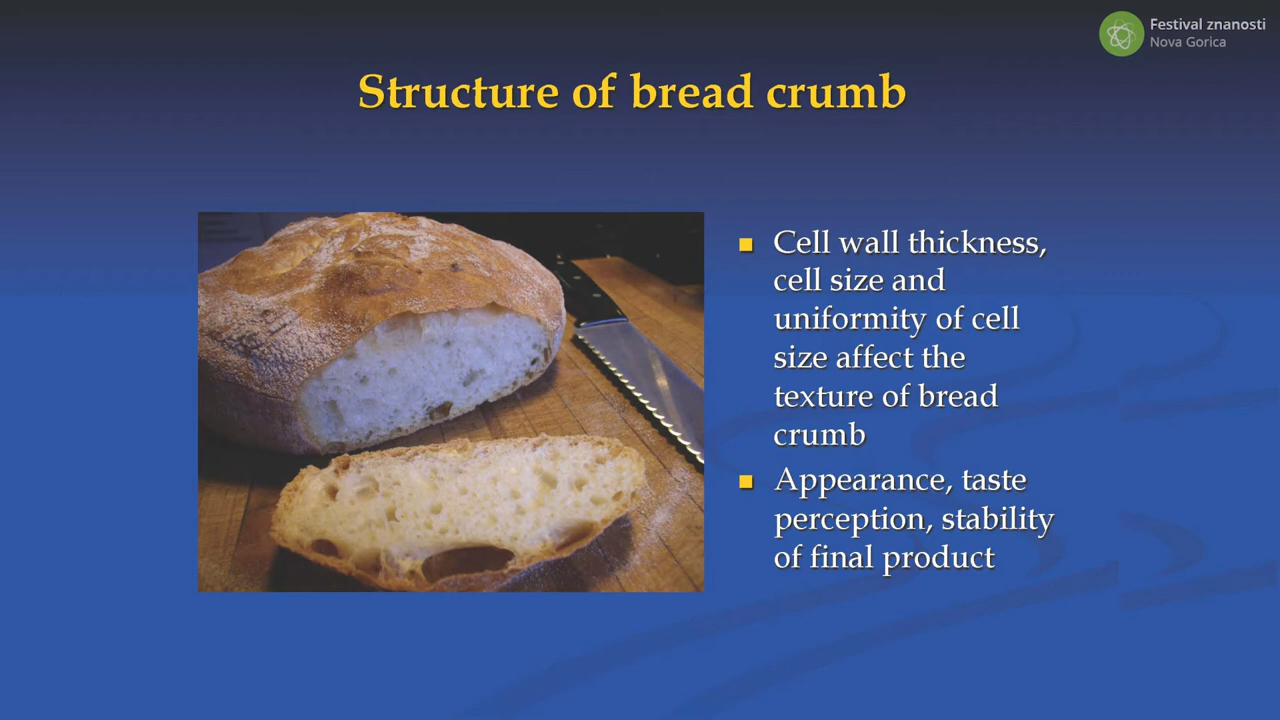 Festival znanosti
Nova Gorica
Structure of bread crumb
Cell wall thickness,
cell size and
uniformity of cell
size affect the
texture of bread
crumb
Appearance, taste
perception, stability
of final product